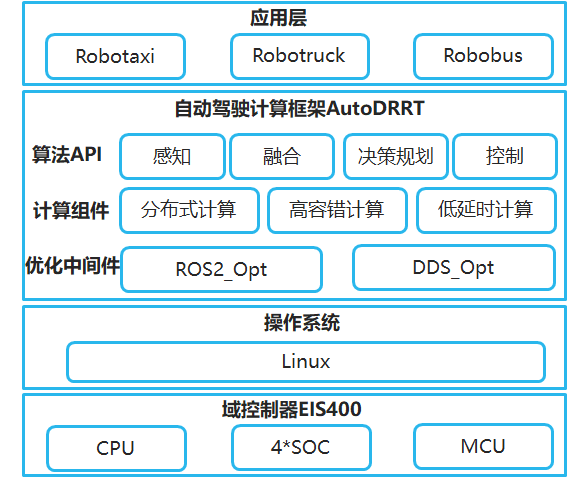 应用层
Robotaxi Robotruck Robobus
自动驾驶计算框架AutoDRRT
算法API 感知 融合 决策规划 控制
计算组件 分布式计算 高容错计算 低延时计算
优化中间件 ROS2_Opt DDS_Opt
操作系统
Linux
域控制器EIS400
CPU 4*SOC MCU